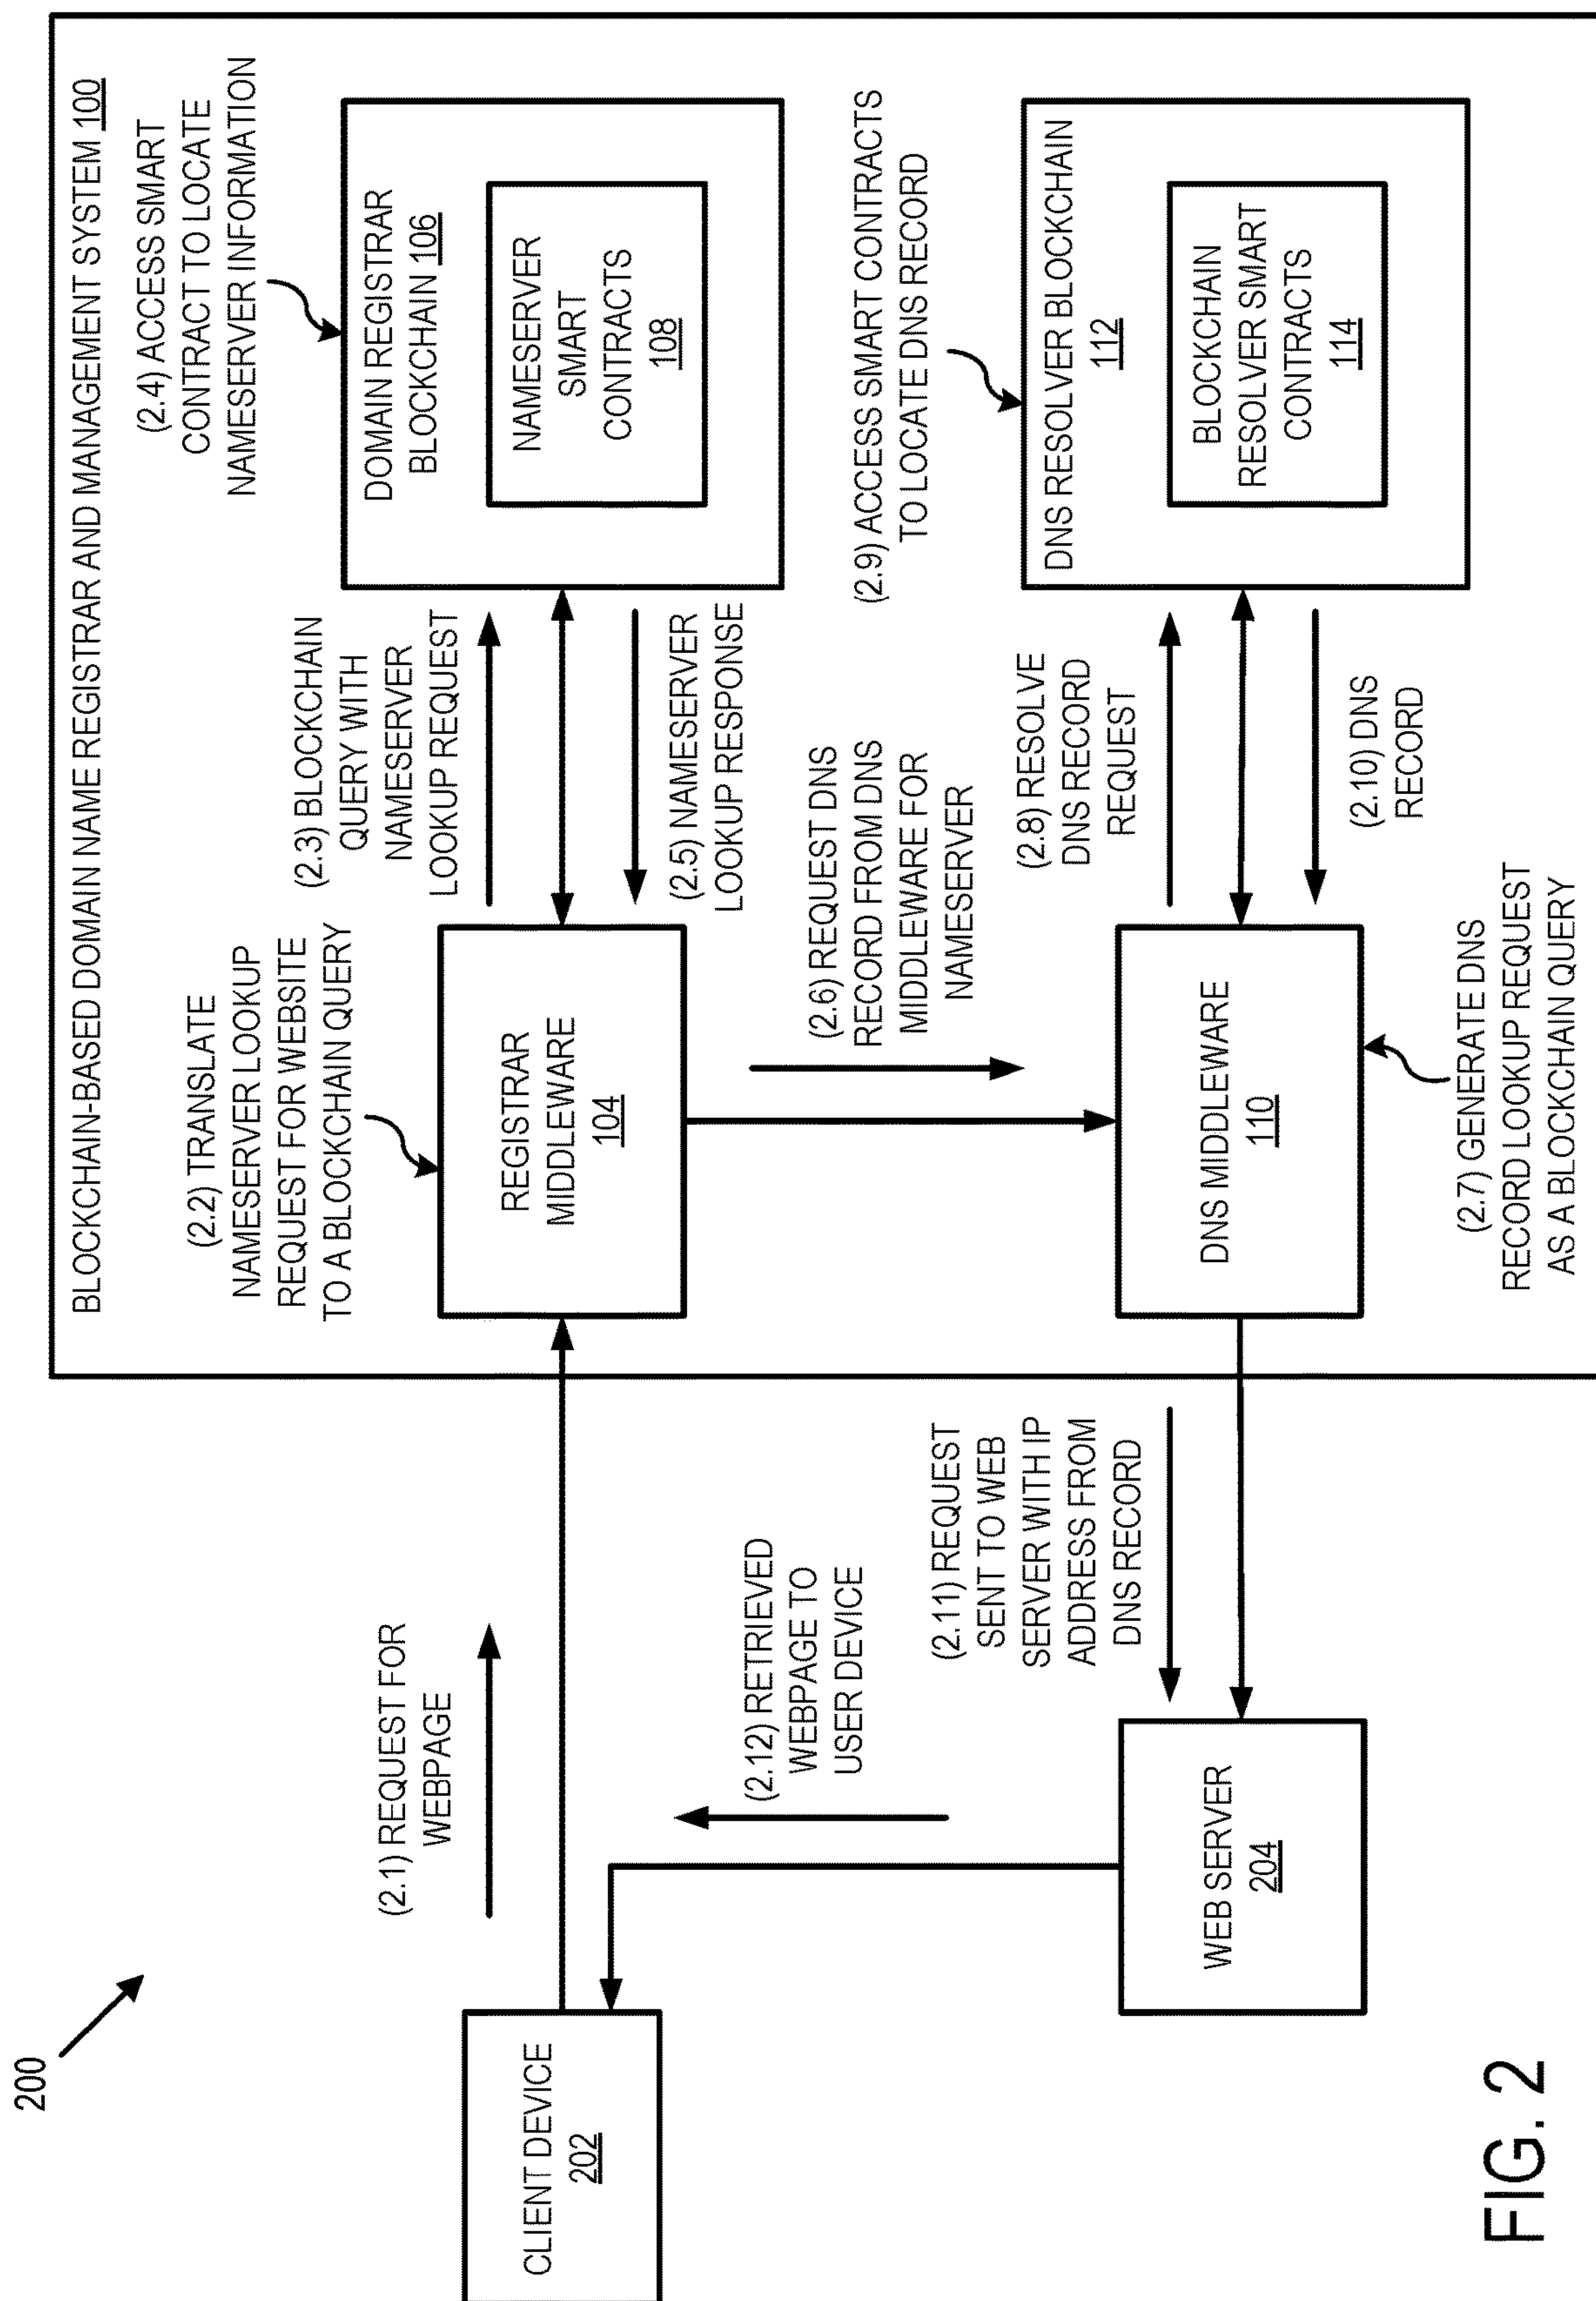 200
BLOCKCHAIN-BASED DOMAIN NAME REGISTRAR AND MANAGEMENT SYSTEM 100
(2.1) REQUEST FOR
WEBPAGE
(2.2) TRANSLATE
NAMESERVER LOOKUP
REQUEST FOR WEBSITE
TO A BLOCKCHAIN QUERY
(2.3) BLOCKCHAIN
QUERY WITH
NAMESERVER
LOOKUP REQUEST
(2.4) ACCESS SMART
CONTRACT TO LOCATE
NAMESERVER INFORMATION
CLIENT DEVICE
202
REGISTRAR
MIDDLEWARE
104
DOMAIN REGISTRAR
BLOCKCHAIN 106
NAMESERVER
SMART
CONTRACTS
108
(2.5) NAMESERVER
LOOKUP RESPONSE
(2.12) RETRIEVED
WEBPAGE TO
USER DEVICE
(2.6) REQUEST DNS
RECORD FROM DNS
MIDDLEWARE FOR
NAMESERVER
(2.9) ACCESS SMART CONTRACTS
TO LOCATE DNS RECORD
(2.11) REQUEST
SENT TO WEB
SERVER WITH IP
ADDRESS FROM
DNS RECORD
(2.8) RESOLVE
DNS RECORD
REQUEST
WEB SERVER
204
DNS MIDDLEWARE
110
DNS RESOLVER BLOCKCHAIN
112
BLOCKCHAIN
RESOLVER SMART
CONTRACTS
114
(2.10) DNS
RECORD
(2.7) GENERATE DNS
RECORD LOOKUP REQUEST
AS A BLOCKCHAIN QUERY
FIG. 2